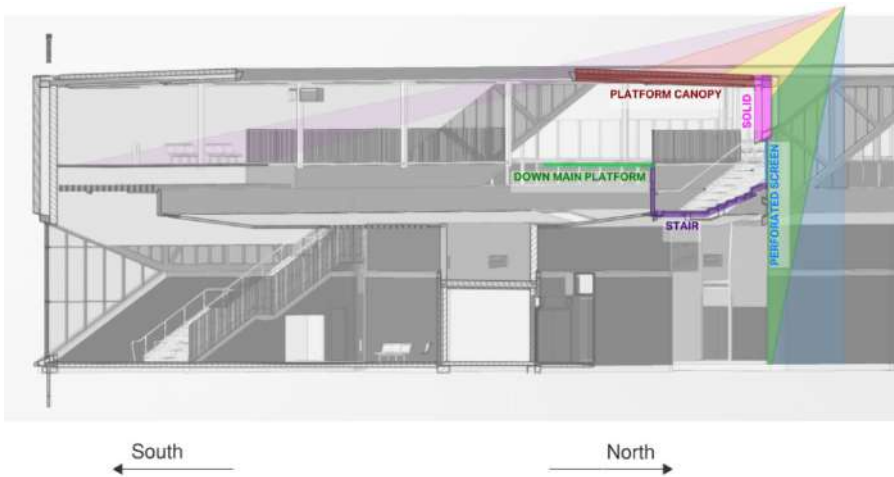 PLATFORM CANOPY
SOLID
DOWN MAIN PLATFORM
PERFORATED SCREEN
STAIR
South
North